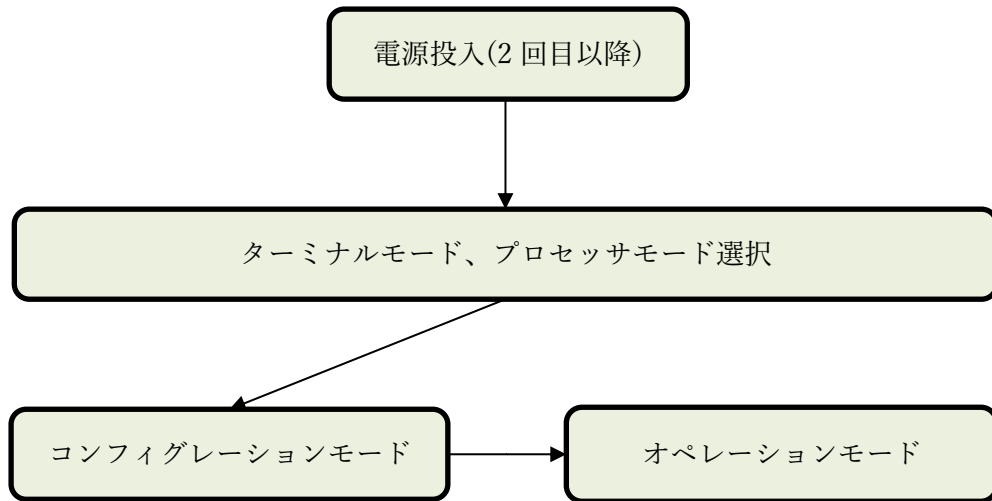 電源投入(2 回目以降)
ターミナルモード、プロセッサモード選択
コンフィグレーションモード
オペレーションモード